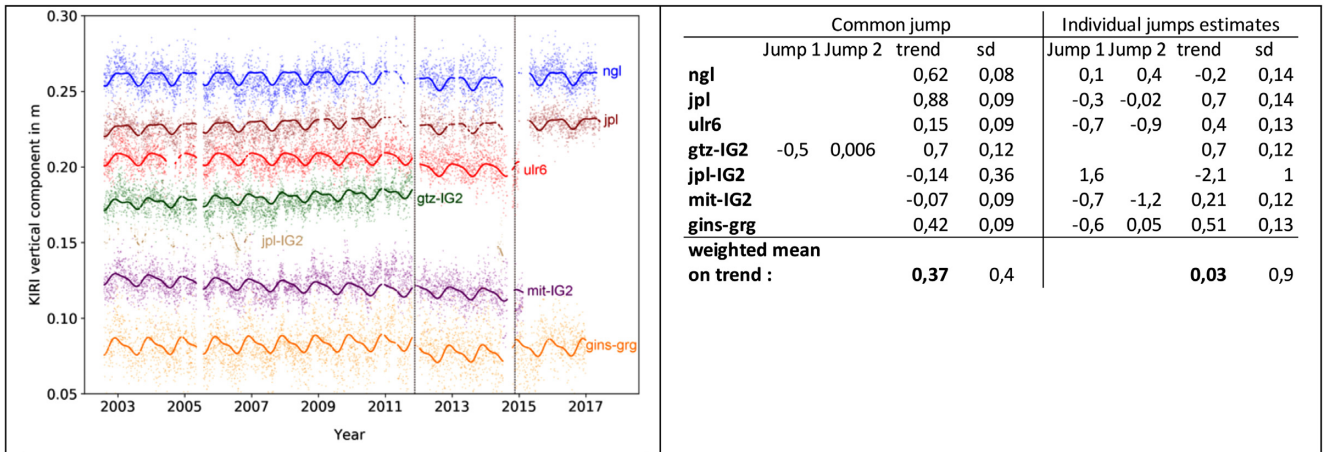 0.30
0.25
0.20
0.15
0.10
0.05
KIRI vertical component in m
ngl
jpl
ulr6
gtz-IG2
jpl-IG2
mit-IG2
gins-grg
2003 2005 2007 2009 2011 2013 2015 2017
Year
Common jump Individual jumps estimates
Jump 1 Jump 2 trend sd Jump 1 Jump 2 trend sd
ngl 0,62 0,08 0,1 0,4 -0,2 0,14
jpl 0,88 0,09 -0,3 -0,02 0,7 0,14
ulr6 0,15 0,09 -0,7 -0,9 0,4 0,13
gtz-IG2 -0,5 0,006 0,7 0,12 0,7 0,12
jpl-IG2 -0,14 0,36 1,6 -2,1 1
mit-IG2 -0,07 0,09 -0,7 -1,2 0,21 0,12
gins-grg 0,42 0,09 -0,6 0,05 0,51 0,13
weighted mean
on trend : 0,37 0,4 0,03 0,9